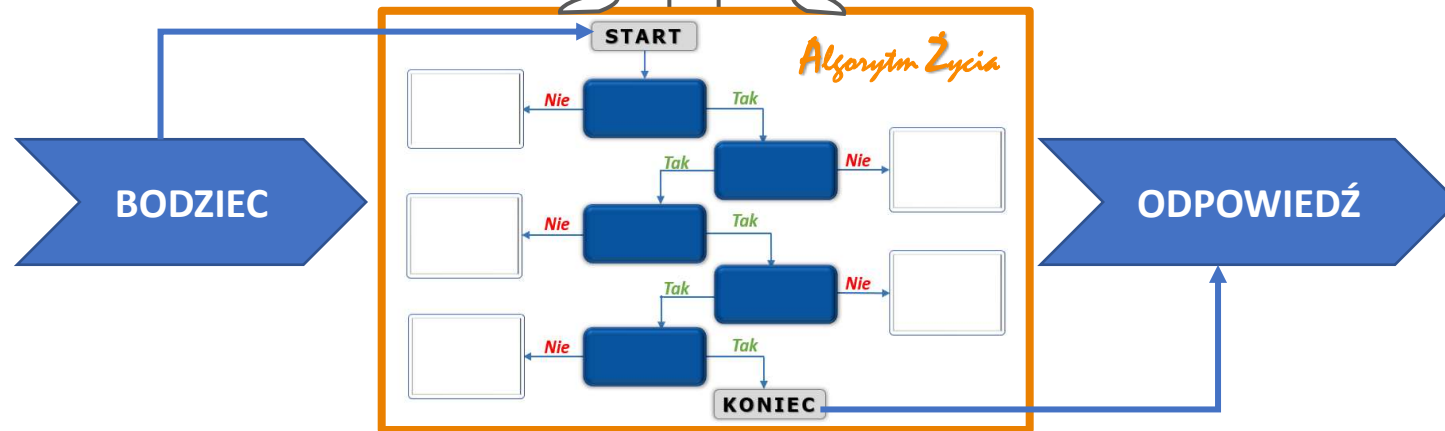 START
Algorytm Życia
Nie
Tak
Tak
Nie
BODZIEC
ODPOWIEDŹ
Nie
Tak
Tak
Nie
Nie
Tak
KONIEC